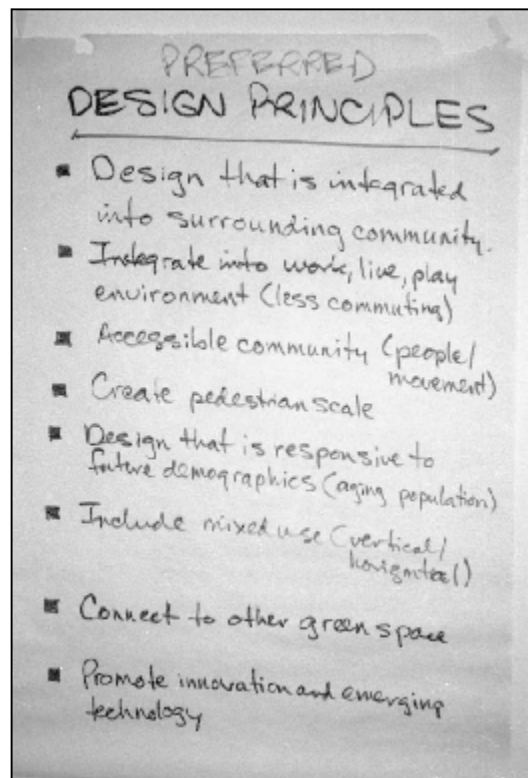 PREFERRED
DESIGN PRINCIPLES
▪ Design that is integrated
into surrounding community.
▪ Integrate into work, live, play
environment (less commuting)
▪ Accessible community (people/
movement)
▪ Create pedestrian scale
▪ Design that is responsive to
future demographics (aging population)
▪ Include mixed use (vertical/
horizontal)
▪ Connect to other green space
▪ Promote innovation and emerging
technology